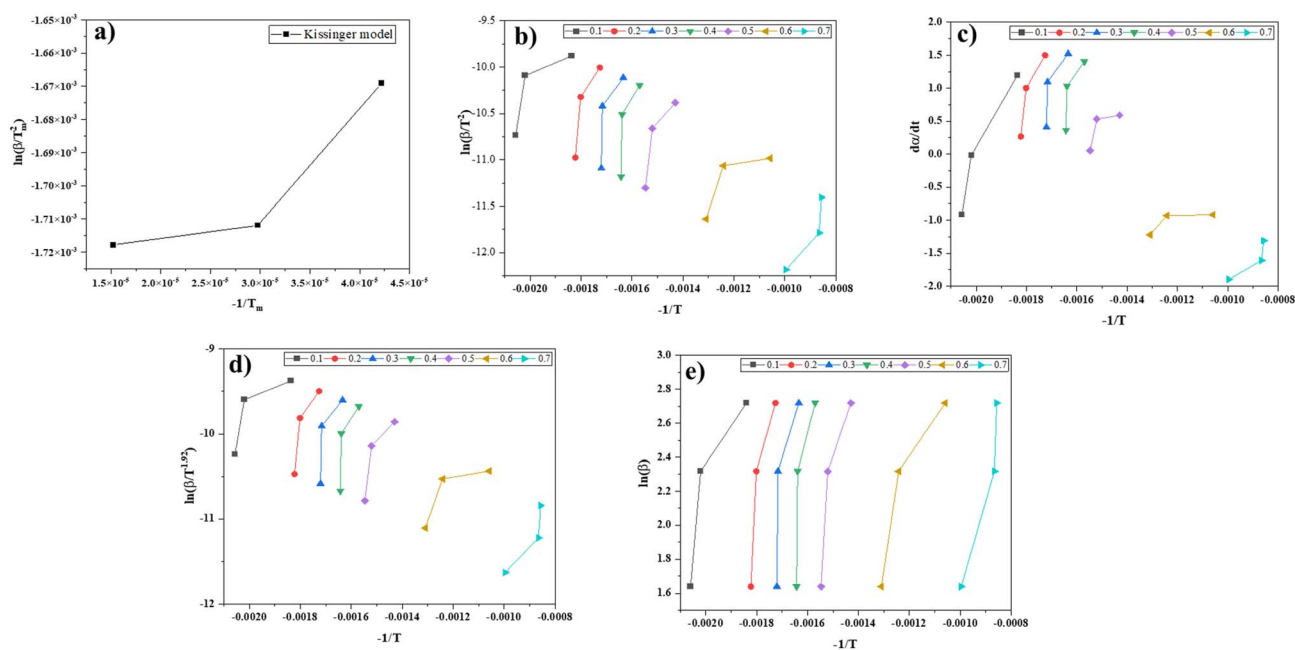 a)
Kissinger model
ln(β/T²m)
-1.65×10⁻³
-1.66×10⁻³
-1.67×10⁻³
-1.68×10⁻³
-1.69×10⁻³
-1.70×10⁻³
-1.71×10⁻³
-1.72×10⁻³
1.5×10⁻⁵ 2.0×10⁻⁵ 2.5×10⁻⁵ 3.0×10⁻⁵ 3.5×10⁻⁵ 4.0×10⁻⁵ 4.5×10⁻⁵
-1/Tm
b)
0.1 0.2 0.3 0.4 0.5 0.6 0.7
ln(β/T²)
-9.5
-10.0
-10.5
-11.0
-11.5
-12.0
-0.0020 -0.0018 -0.0016 -0.0014 -0.0012 -0.0010 -0.0008
-1/T
c)
0.1 0.2 0.3 0.4 0.5 0.6 0.7
dα/dt
2.0
1.5
1.0
0.5
0.0
-0.5
-1.0
-1.5
-2.0
-0.0020 -0.0018 -0.0016 -0.0014 -0.0012 -0.0010 -0.0008
-1/T
d)
0.1 0.2 0.3 0.4 0.5 0.6 0.7
ln(β/T¹·⁹²)
-9
-10
-11
-12
-0.0020 -0.0018 -0.0016 -0.0014 -0.0012 -0.0010 -0.0008
-1/T
e)
0.1 0.2 0.3 0.4 0.5 0.6 0.7
ln(β)
3.0
2.8
2.6
2.4
2.2
2.0
1.8
1.6
-0.0020 -0.0018 -0.0016 -0.0014 -0.0012 -0.0010 -0.0008
-1/T